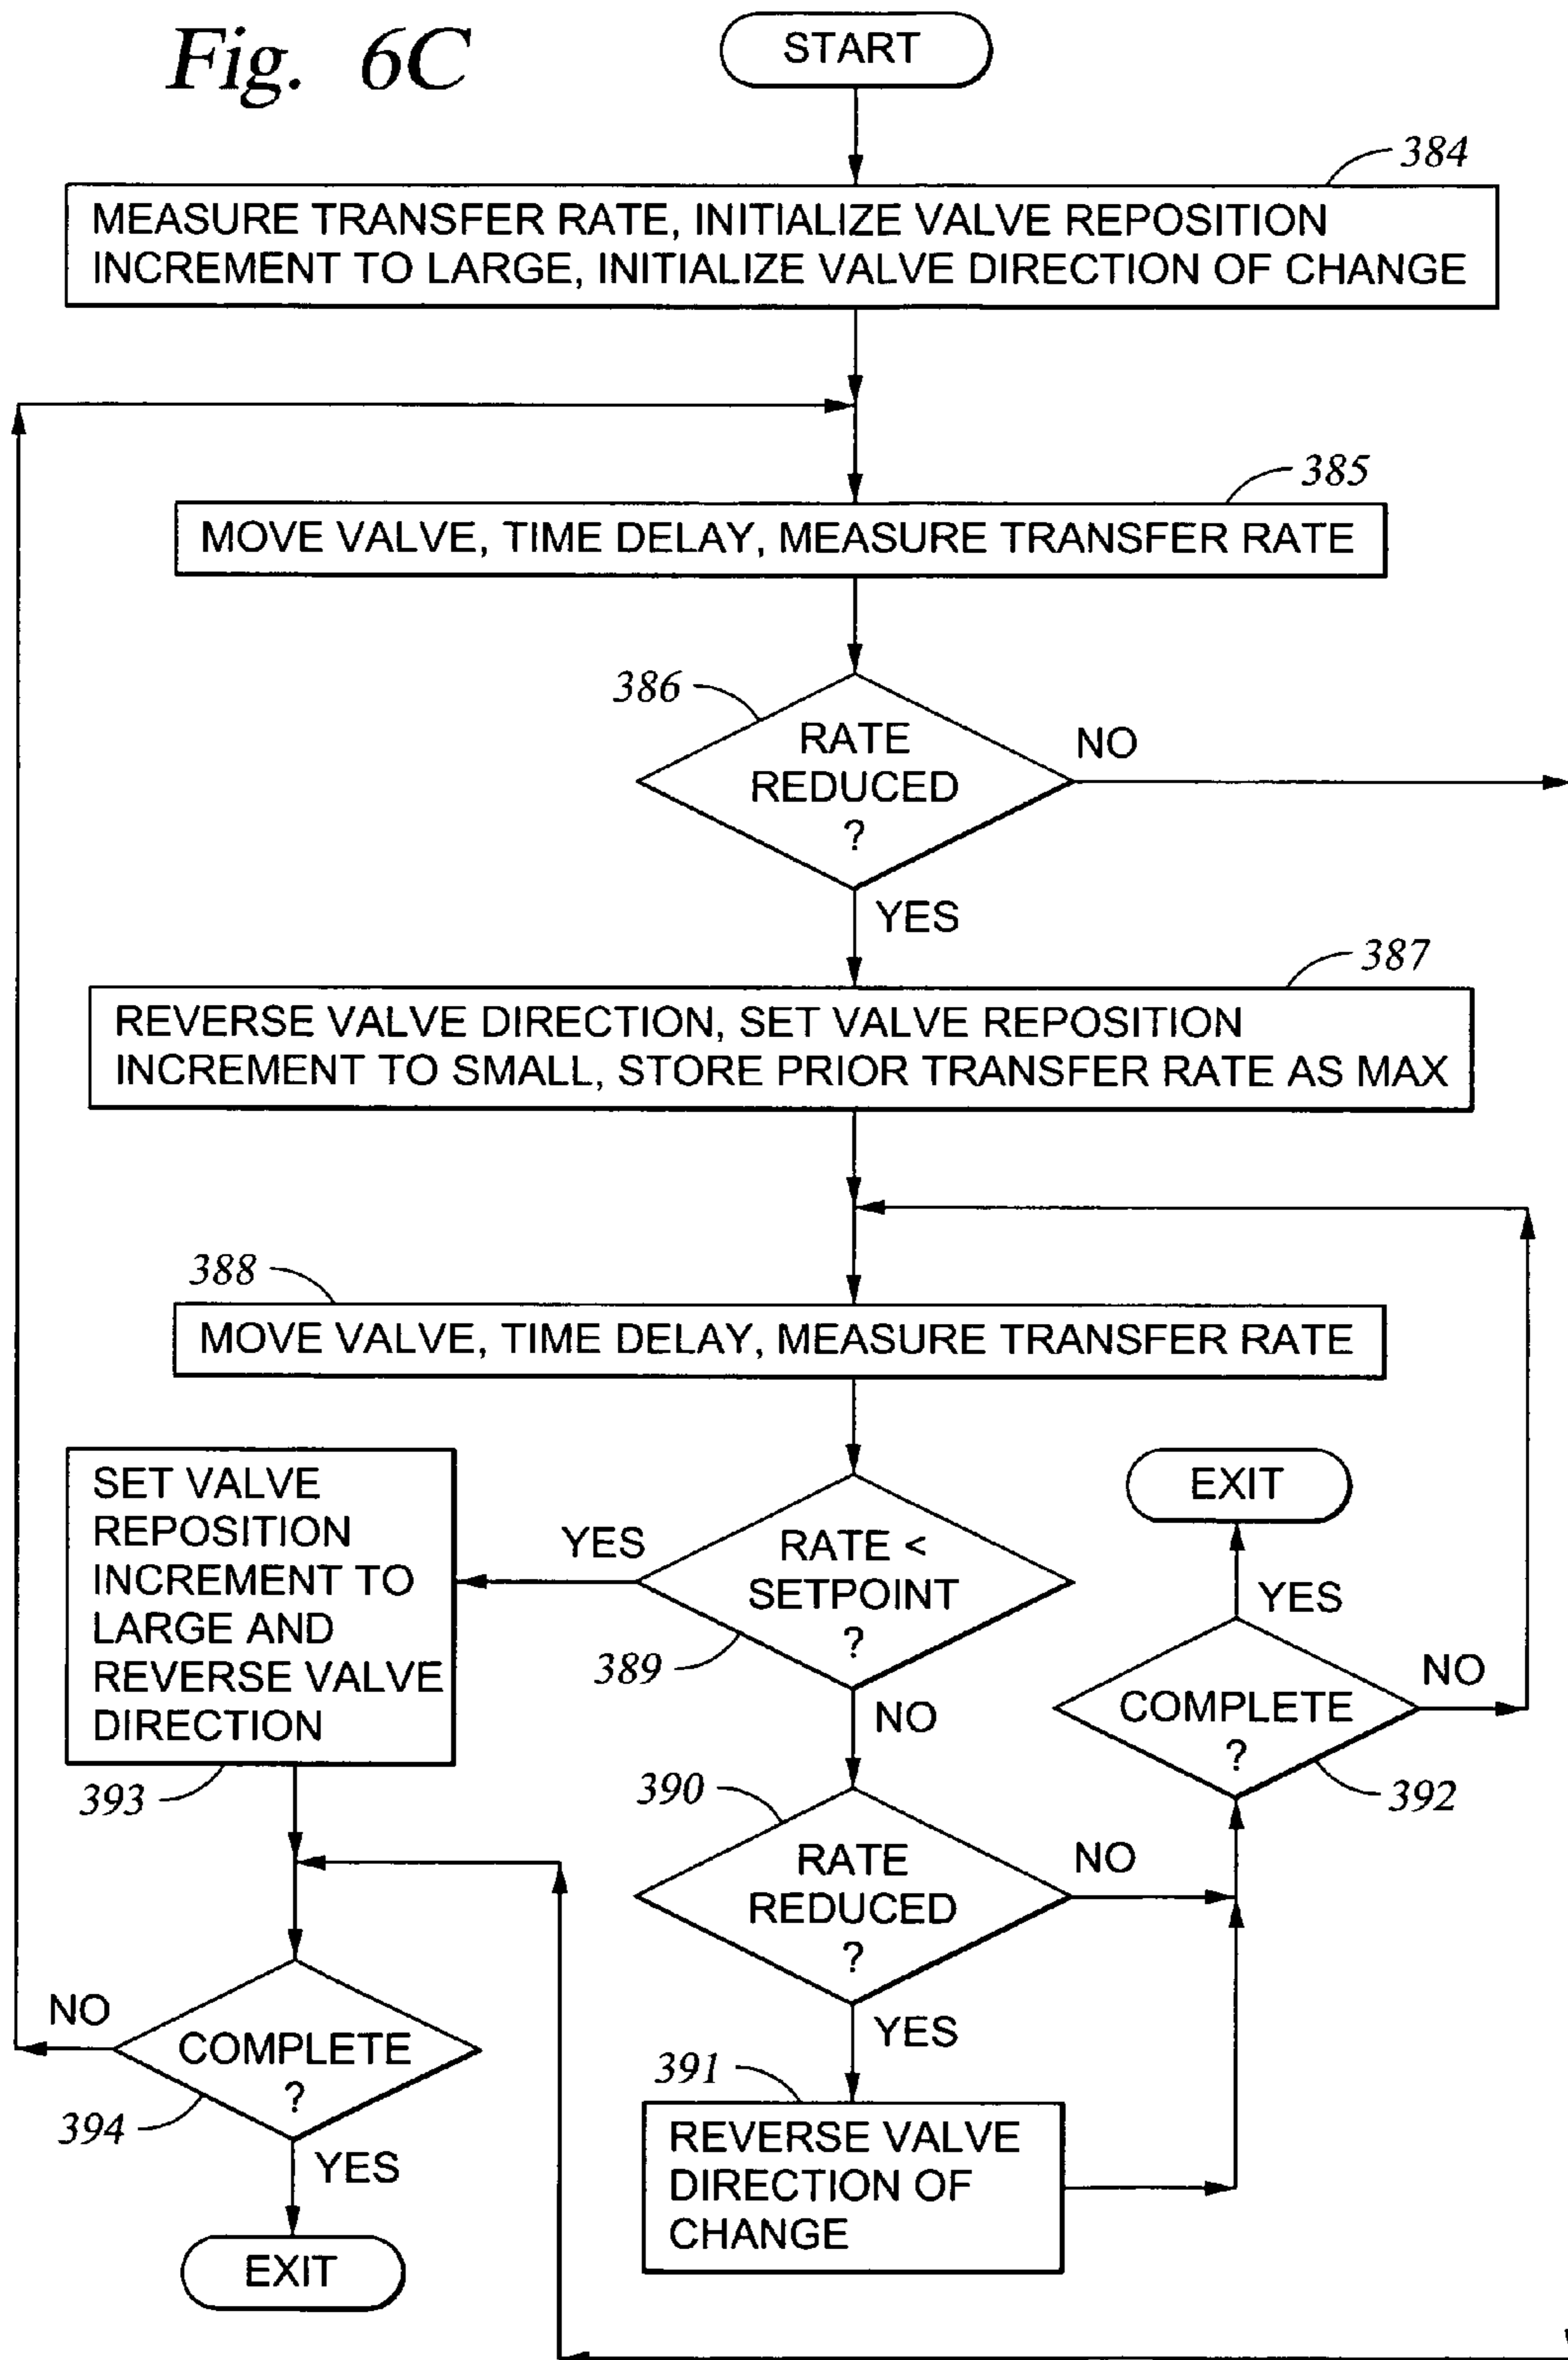 Fig. 6C
START
384
MEASURE TRANSFER RATE, INITIALIZE VALVE REPOSITION
INCREMENT TO LARGE, INITIALIZE VALVE DIRECTION OF CHANGE
385
MOVE VALVE, TIME DELAY, MEASURE TRANSFER RATE
386
RATE
REDUCED
?
NO
YES
387
REVERSE VALVE DIRECTION, SET VALVE REPOSITION
INCREMENT TO SMALL, STORE PRIOR TRANSFER RATE AS MAX
388
MOVE VALVE, TIME DELAY, MEASURE TRANSFER RATE
RATE <
SETPOINT
?
389
YES
NO
SET VALVE
REPOSITION
INCREMENT TO
LARGE AND
REVERSE VALVE
DIRECTION
393
EXIT
YES
COMPLETE
?
NO
392
390
RATE
REDUCED
?
NO
YES
391
REVERSE VALVE
DIRECTION OF
CHANGE
NO
COMPLETE
?
394
YES
EXIT